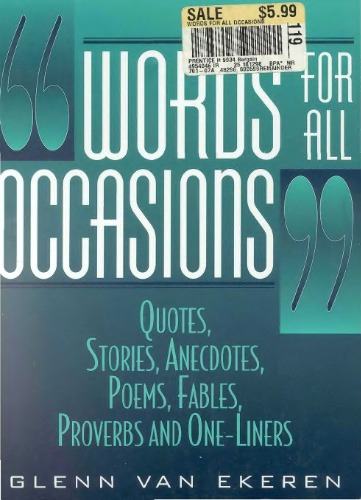 SALE $5.99
WORDS FOR ALL OCCASIONS
119
“WORDS FOR
ALL
OCCASIONS”
QUOTES,
STORIES, ANECDOTES,
POEMS, FABLES,
PROVERBS AND ONE-LINERS
GLENN VAN EKEREN